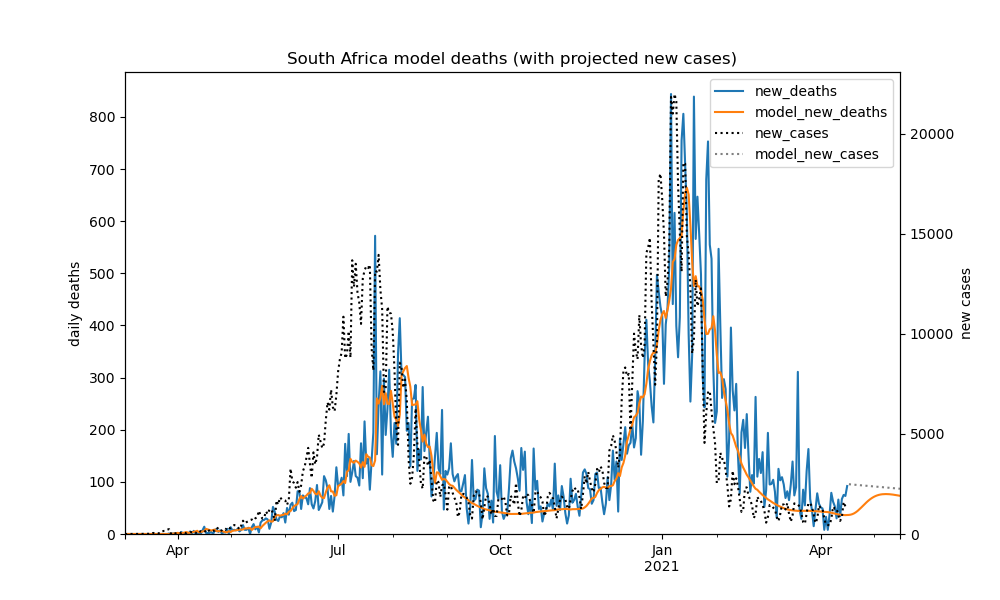 South Africa model deaths (with projected new cases)
new_deaths
model_new_deaths
new_cases
model_new_cases
daily deaths
800
700
600
500
400
300
200
100
0
20000
15000
10000
5000
0
new cases
Apr
Jul
Oct
Jan
2021
Apr